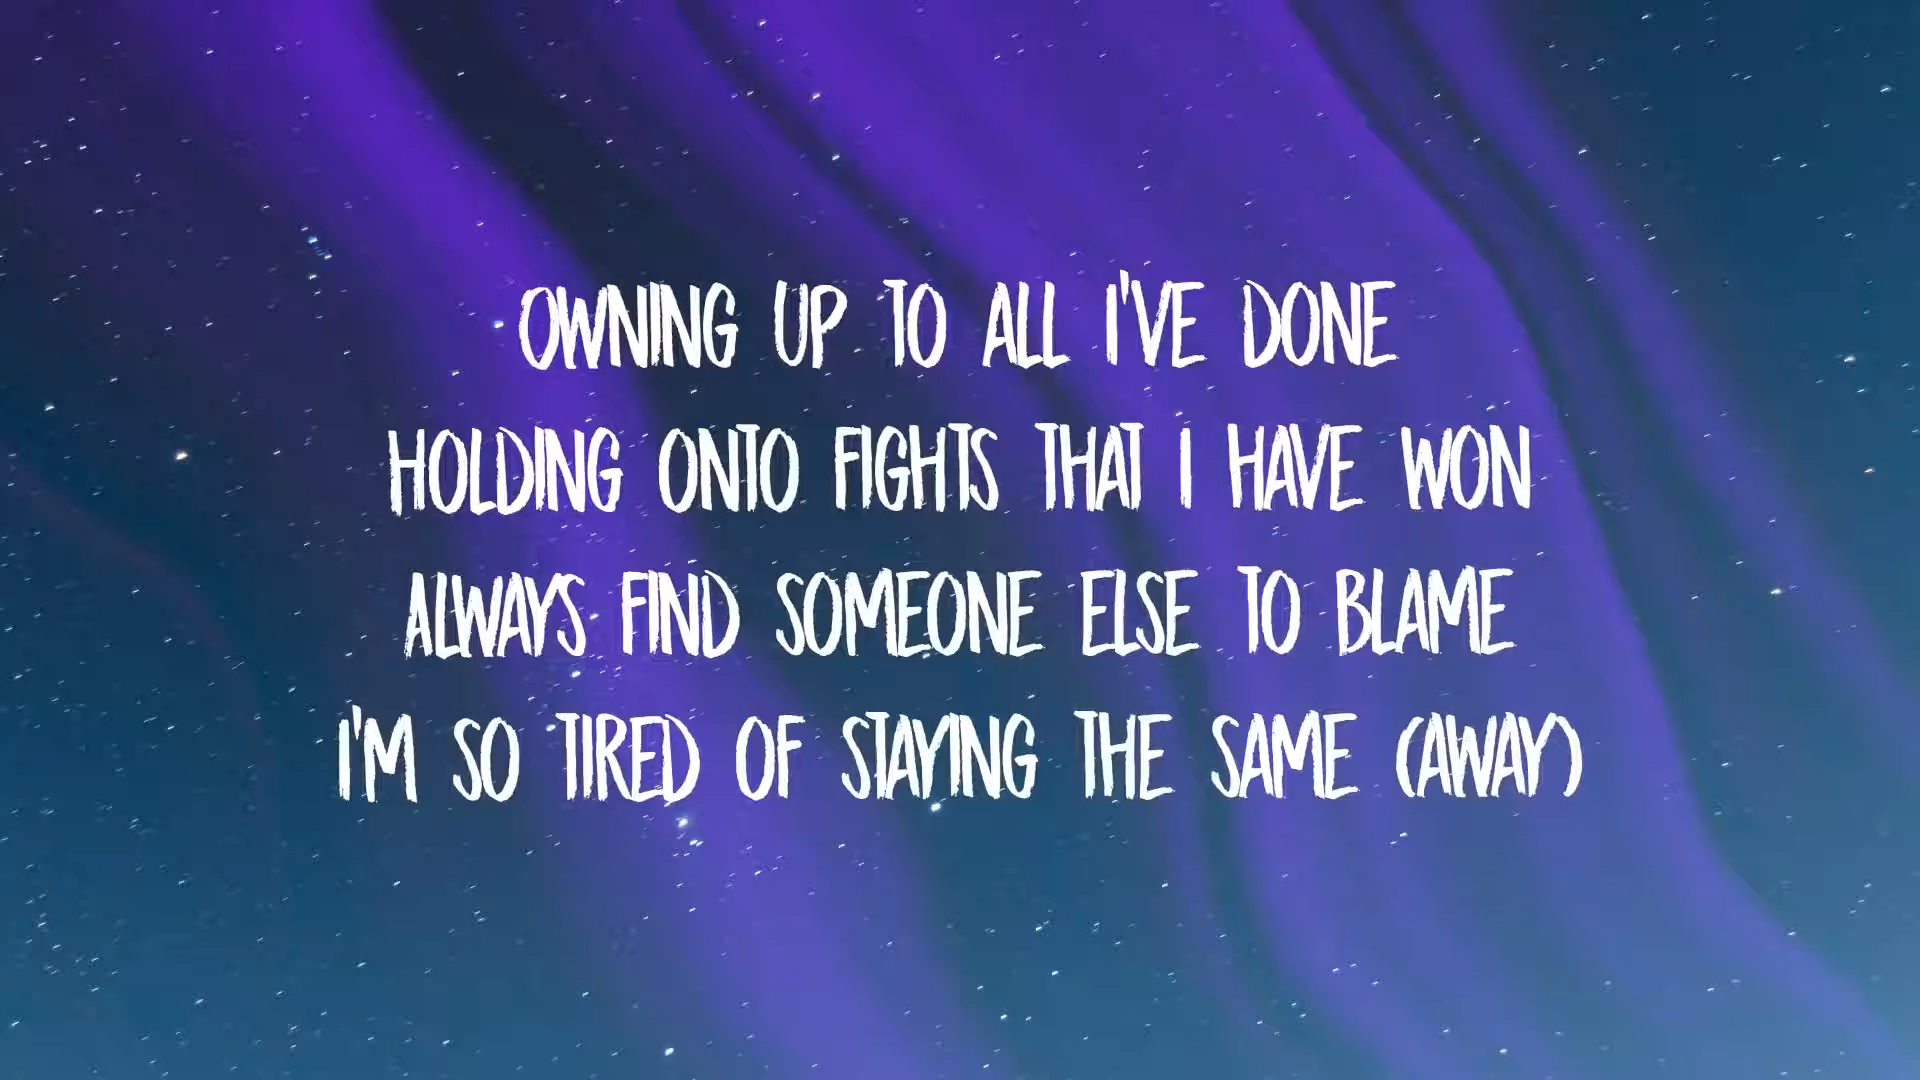 OWNING UP TO ALL I'VE DONE
HOLDING ONTO FIGHTS THAT I HAVE WON
ALWAYS FIND SOMEONE ELSE TO BLAME
I'M SO TIRED OF STAYING THE SAME (AWAY)